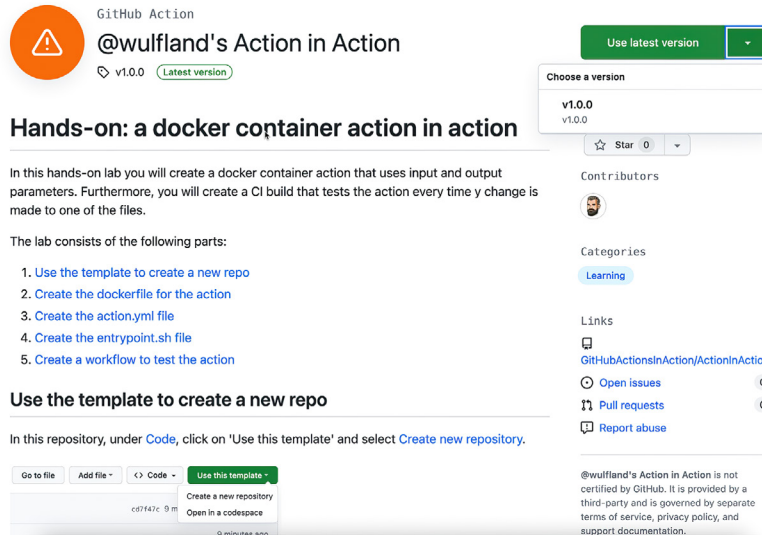 GitHub Action
@wulfland's Action in Action
v1.0.0 Latest version
Use latest version
Choose a version
v1.0.0
v1.0.0
Star 0
Hands-on: a docker container action in action
In this hands-on lab you will create a docker container action that uses input and output
parameters. Furthermore, you will create a CI build that tests the action every time y change is
made to one of the files.
The lab consists of the following parts:
1. Use the template to create a new repo
2. Create the dockerfile for the action
3. Create the action.yml file
4. Create the entrypoint.sh file
5. Create a workflow to test the action
Use the template to create a new repo
In this repository, under Code, click on 'Use this template' and select Create new repository.
Go to file Add file <> Code Use this template
Create a new repository
cd7f47c 9 m
Open in a codespace
9 minutes ago
Contributors
Categories
Learning
Links
GitHubActionsInAction/ActionInActio
Open issues
Pull requests
Report abuse
@wulfland's Action in Action is not
certified by GitHub. It is provided by a
third-party and is governed by separate
terms of service, privacy policy, and
support documentation.